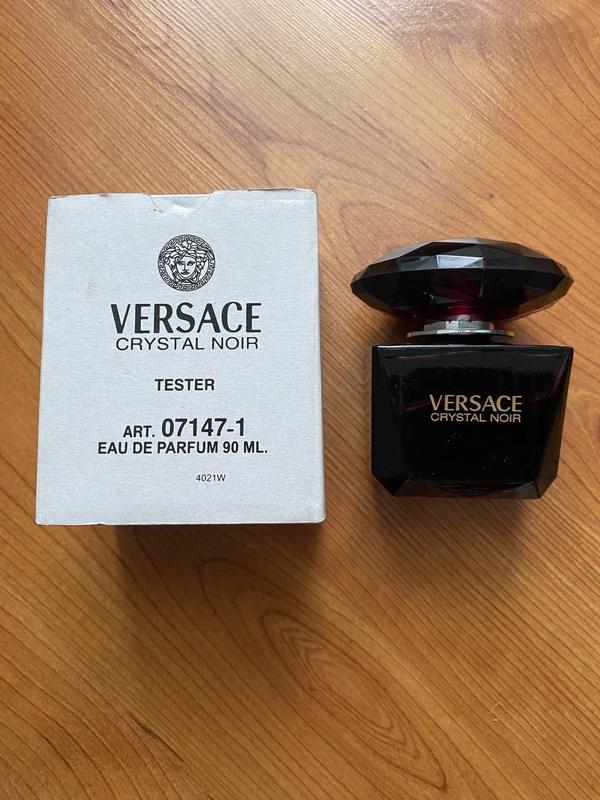 VERSACE
CRYSTAL NOIR
TESTER
ART. 07147-1
EAU DE PARFUM 90 ML.
4021W
VERSACE
CRYSTAL NOIR